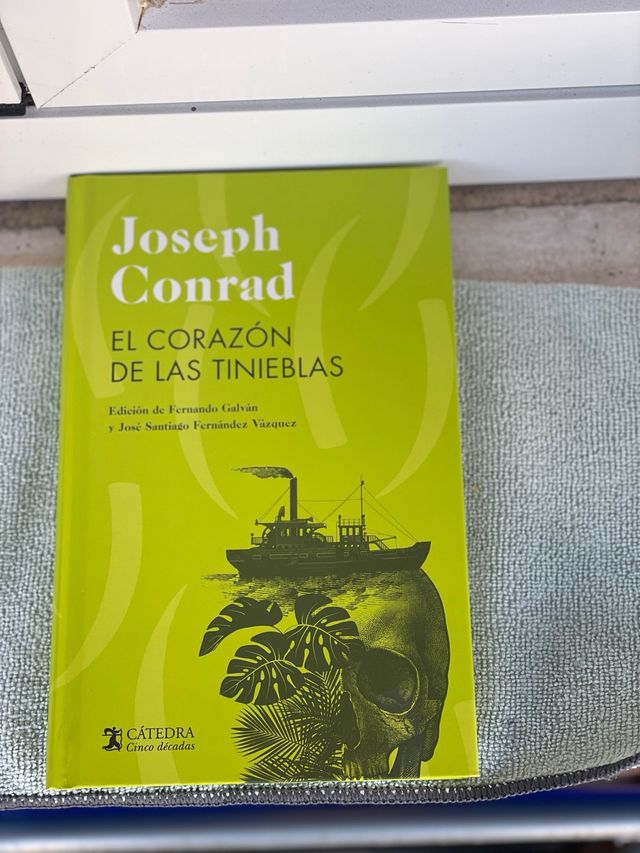 Joseph
Conrad
EL CORAZÓN
DE LAS TINIEBLAS
Edición de Fernando Galván
y José Santiago Fernández Vázquez
CÁTEDRA
Cinco décadas